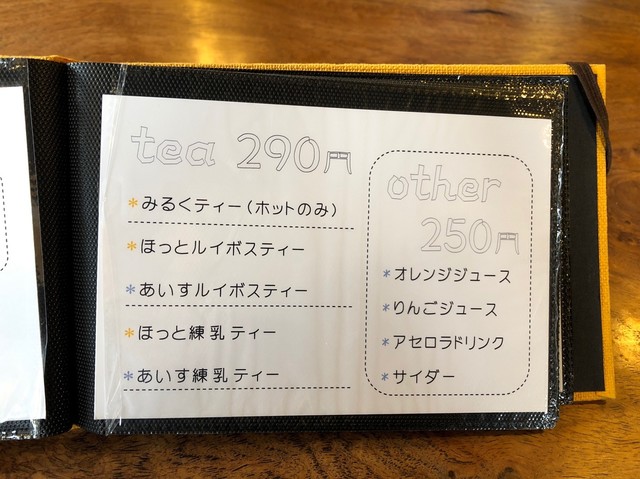 tea 290円
*みるくティー(ホットのみ)
*ほっとルイボスティー
*あいすルイボスティー
*ほっと練乳ティー
*あいす練乳ティー
other
250円
*オレンジジュース
*りんごジュース
*アセロラドリンク
*サイダー